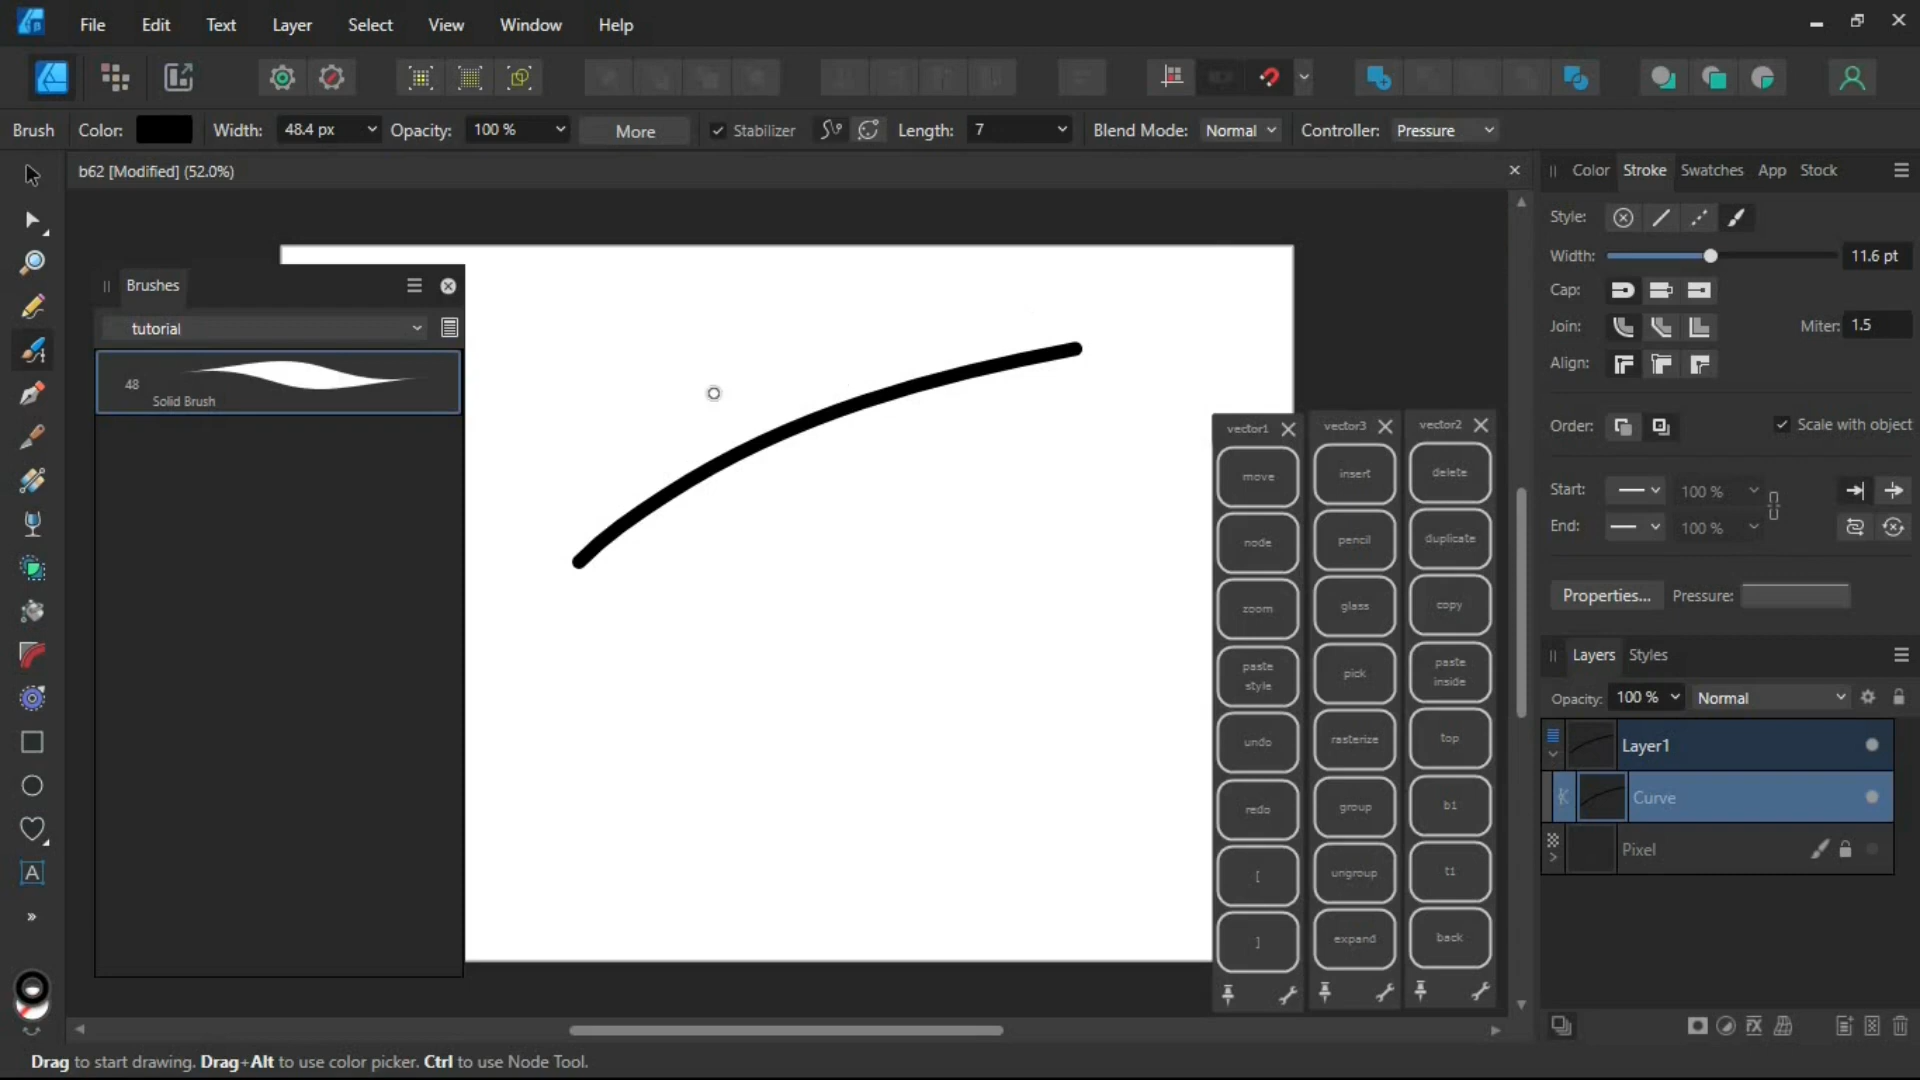 File Edit Text Layer Select View Window Help
Brush Color: Width: 48.4 px Opacity: 100 % More Stabilizer Length: 7 Blend Mode: Normal Controller: Pressure
b62 [Modified] (52.0%)
Brushes
tutorial
48
Solid Brush
vector1 vector3 vector2
move insert delete
node pencil duplicate
zoom glass copy
paste style pick paste inside
undo rasterize top
redo group b1
[ ungroup t1
] expand back
Color Stroke Swatches App Stock
Style:
Width: 11.6 pt
Cap:
Join: Miter: 1.5
Align:
Order: Scale with object
Start: 100 %
End: 100 %
Properties... Pressure:
Layers Styles
Opacity: 100 % Normal
Layer1
Curve
Pixel
A
Drag to start drawing. Drag+Alt to use color picker. Ctrl to use Node Tool.